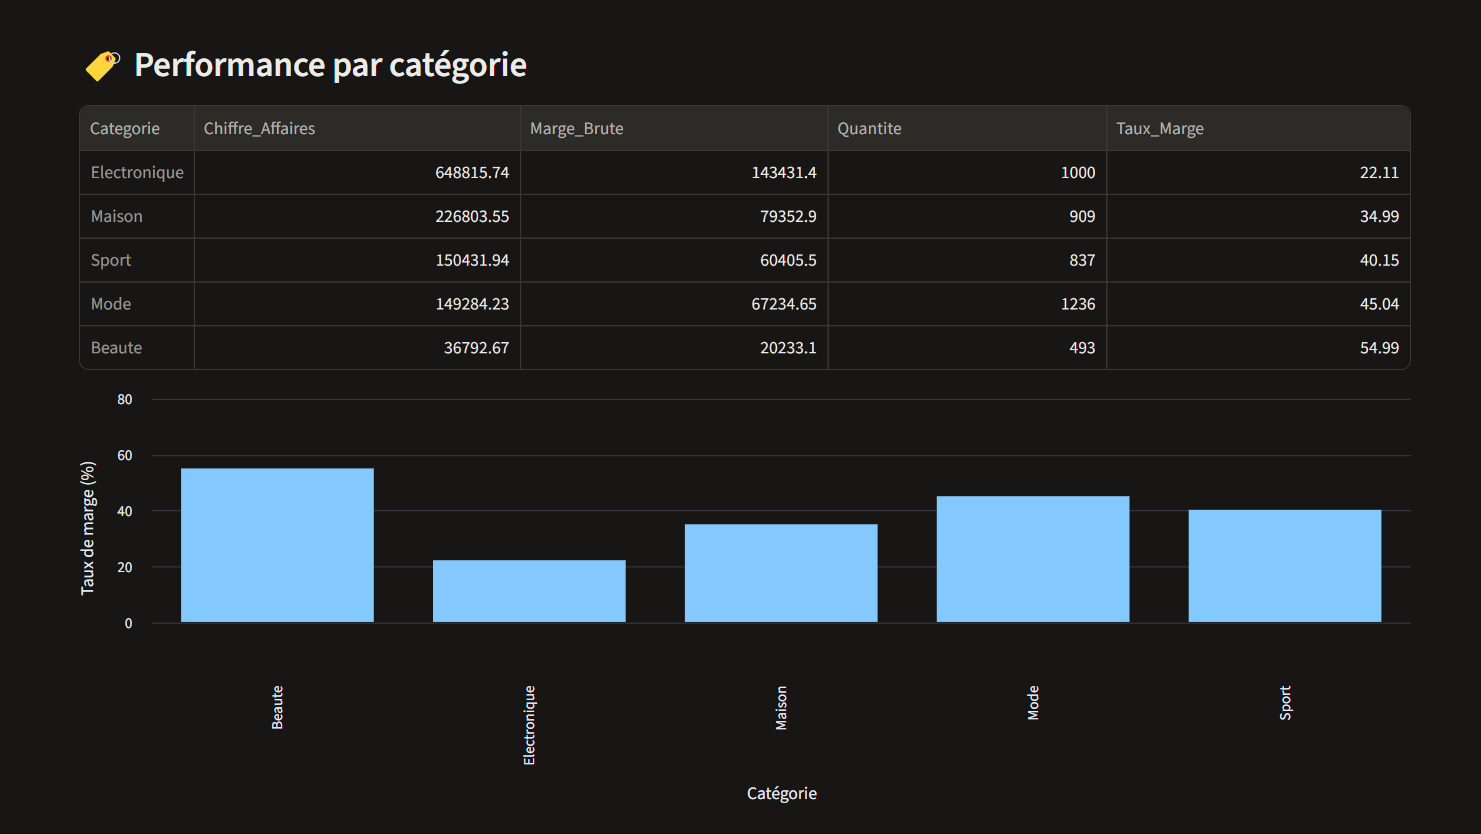 Performance par catégorie
Categorie Chiffre_Affaires Marge_Brute Quantite Taux_Marge
Electronique 648815.74 143431.4 1000 22.11
Maison 226803.55 79352.9 909 34.99
Sport 150431.94 60405.5 837 40.15
Mode 149284.23 67234.65 1236 45.04
Beaute 36792.67 20233.1 493 54.99
80
60
40
20
0
Taux de marge (%)
Beaute Electronique Maison Mode Sport
Catégorie